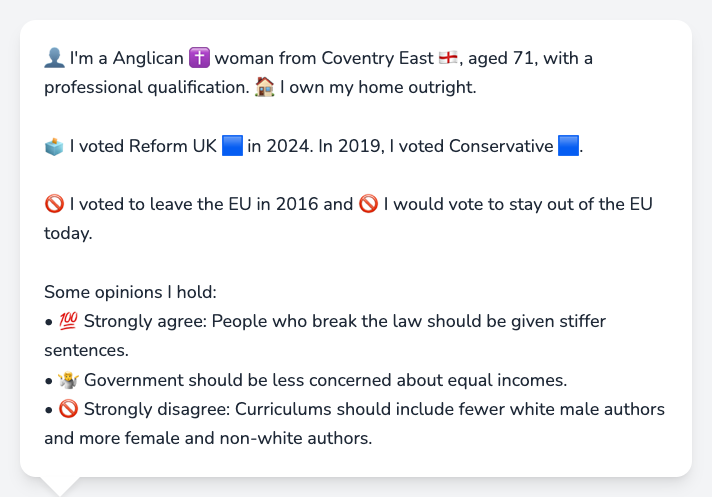 👤 I'm a Anglican ✝️ woman from Coventry East 🏴󠁧󠁢󠁥󠁮󠁧󠁿, aged 71, with a
professional qualification. 🏠 I own my home outright.
🗳️ I voted Reform UK 🟦 in 2024. In 2019, I voted Conservative 🟦.
🚫 I voted to leave the EU in 2016 and 🚫 I would vote to stay out of the EU
today.
Some opinions I hold:
• 💯 Strongly agree: People who break the law should be given stiffer
sentences.
• 🤷 Government should be less concerned about equal incomes.
• 🚫 Strongly disagree: Curriculums should include fewer white male authors
and more female and non-white authors.